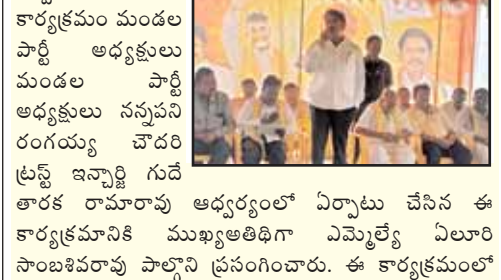 కార్యక్రమం మండల
పార్టీ అధ్యక్షులు
మండల పార్టీ
అధ్యక్షులు నన్నపని
రంగయ్య చౌదరి
ట్రస్ట్ ఇన్చార్జి గుదే
తారక రామారావు ఆధ్వర్యంలో ఏర్పాటు చేసిన ఈ
కార్యక్రమానికి ముఖ్యఅతిథిగా ఎమ్మెల్యే ఏలూరి
సాంబశివరావు పాల్గొని ప్రసంగించారు. ఈ కార్యక్రమంలో